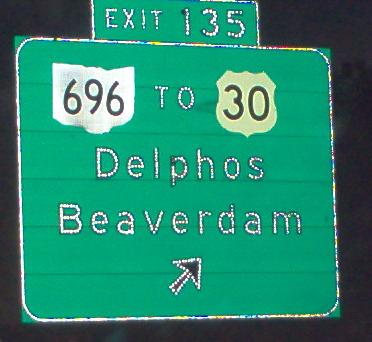 EXIT 135
696 TO 30
Delphos
Beaverdam